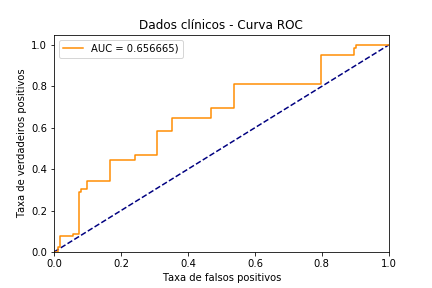 Dados clínicos - Curva ROC
AUC = 0.656665)
Taxa de verdadeiros positivos
1.0
0.8
0.6
0.4
0.2
0.0
0.0 0.2 0.4 0.6 0.8 1.0
Taxa de falsos positivos